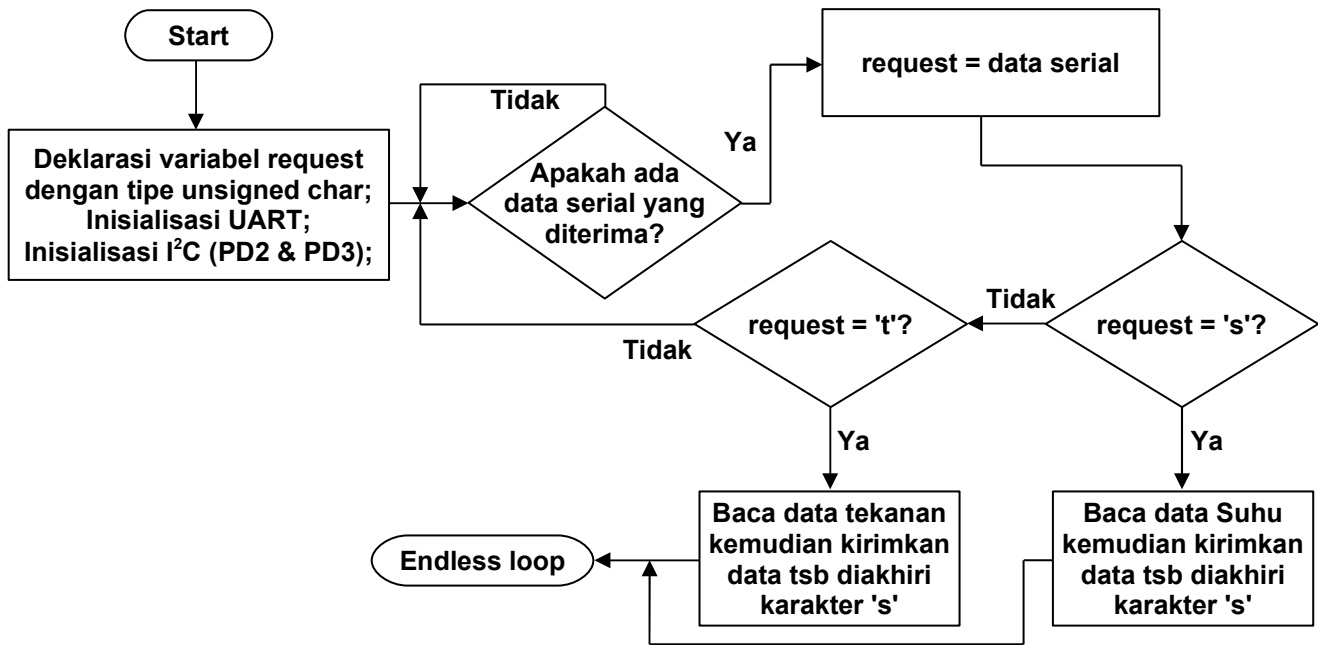 Start
Deklarasi variabel request
dengan tipe unsigned char;
Inisialisasi UART;
Inisialisasi I²C (PD2 & PD3);
Tidak
Apakah ada
data serial yang
diterima?
Ya
request = data serial
request = 's'?
Tidak
request = 't'?
Tidak
Ya
Ya
Baca data tekanan
kemudian kirimkan
data tsb diakhiri
karakter 's'
Baca data Suhu
kemudian kirimkan
data tsb diakhiri
karakter 's'
Endless loop